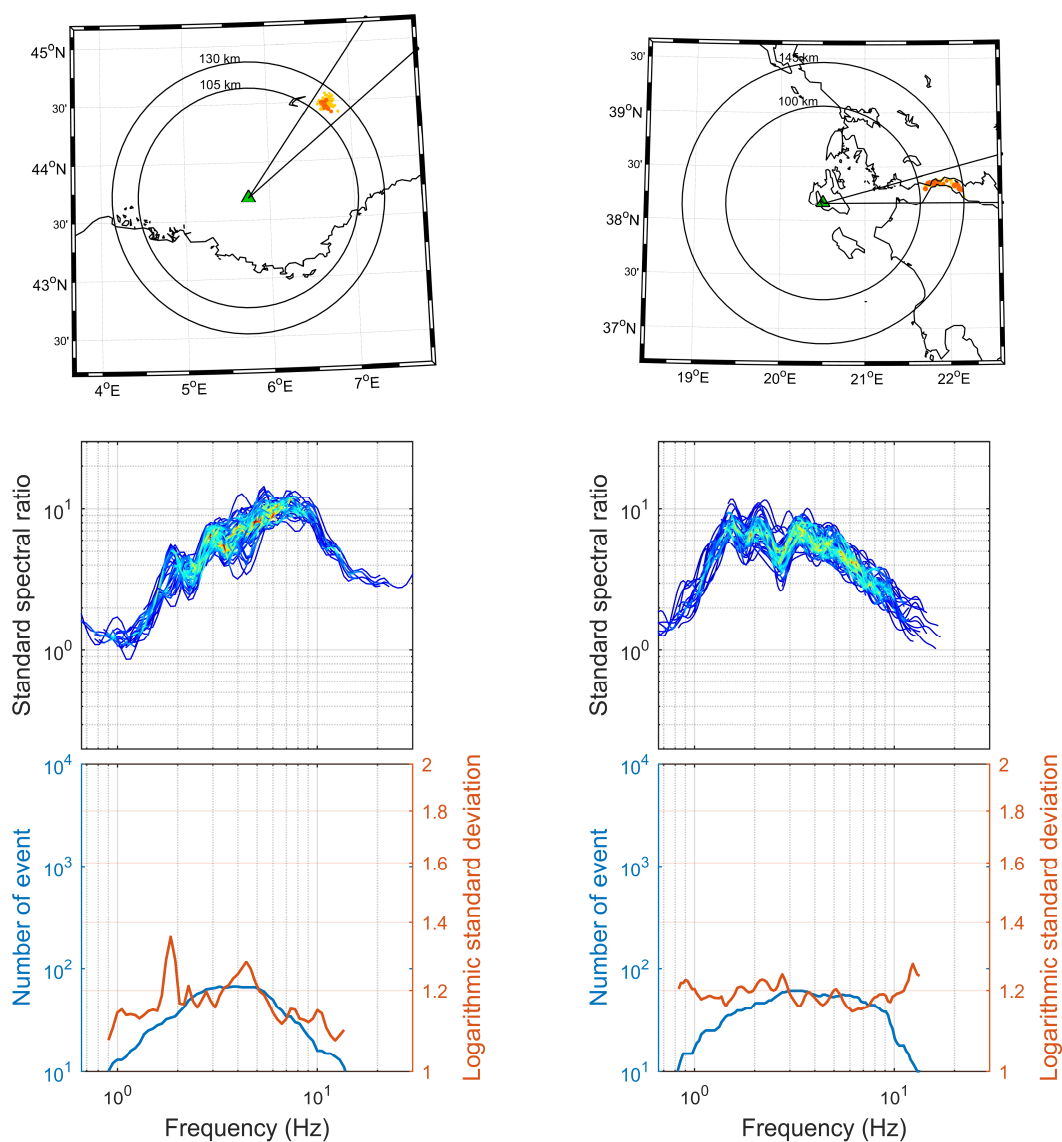 45°N
30'
44°N
30'
43°N
30'
130 km
105 km
4°E
5°E
6°E
7°E
39°N
30'
38°N
30'
37°N
145 km
100 km
19°E
20°E
21°E
22°E
Standard spectral ratio
10^1
10^0
Standard spectral ratio
10^1
10^0
Number of event
10^4
10^3
10^2
10^1
2
1.8
1.6
1.4
1.2
1
Logarithmic standard deviation
10^0
10^1
Frequency (Hz)
Number of event
10^4
10^3
10^2
10^1
2
1.8
1.6
1.4
1.2
1
Logarithmic standard deviation
10^0
10^1
Frequency (Hz)